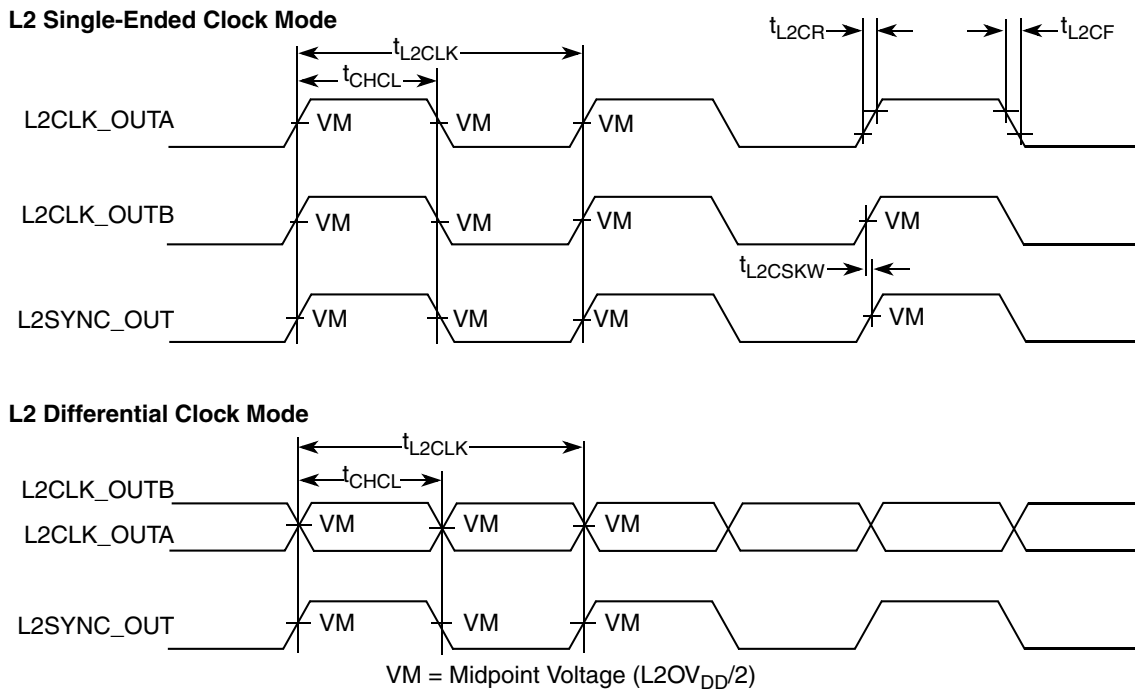 L2 Single-Ended Clock Mode
tL2CR
tL2CF
tL2CLK
tCHCL
L2CLK_OUTA
VM
VM
VM
L2CLK_OUTB
VM
VM
VM
VM
tL2CSKW
L2SYNC_OUT
VM
VM
VM
VM
L2 Differential Clock Mode
tL2CLK
tCHCL
L2CLK_OUTB
L2CLK_OUTA
VM
VM
VM
L2SYNC_OUT
VM
VM
VM
VM = Midpoint Voltage (L2OVDD/2)